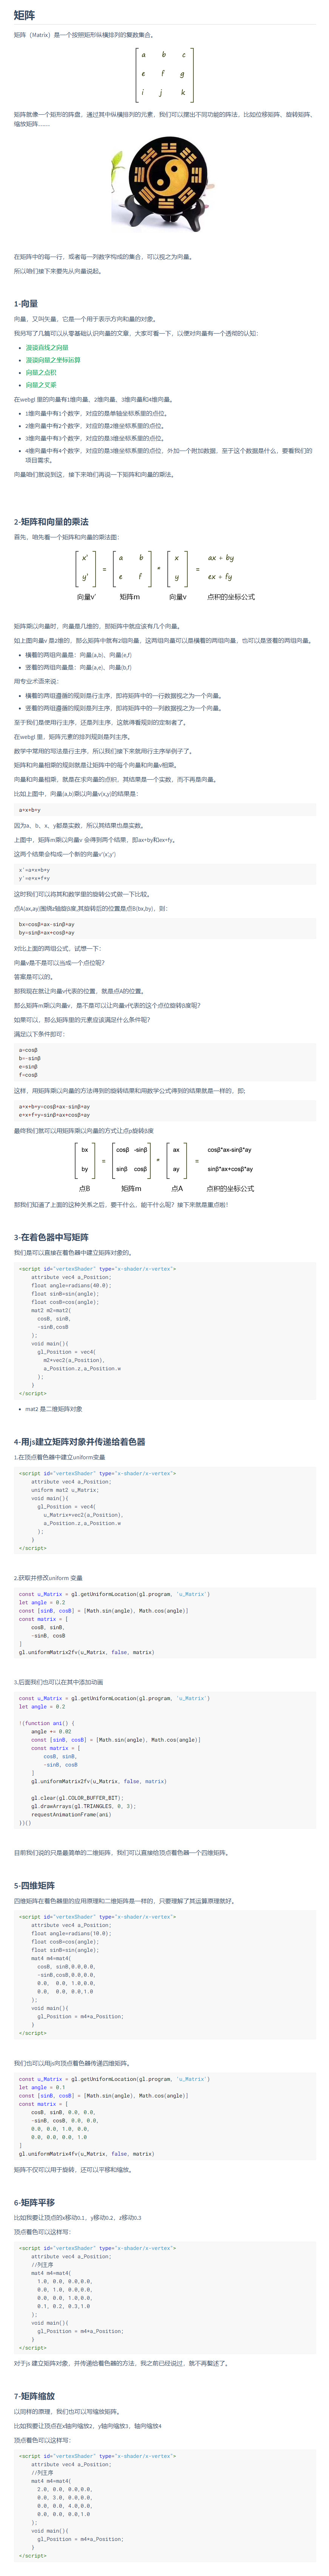 矩阵
矩阵（Matrix）是一个按照矩形纵横排列的复数集合。
a b c
e f g
i j k
矩阵就像一个矩形的阵盘，通过其中纵横排列的元素，我们可以摆出不同功能的阵法，比如位移矩阵、旋转矩阵、
缩放矩阵……
在矩阵中的每一行，或者每一列数字构成的集合，可以视之为向量。
所以咱们接下来要先从向量说起。
1-向量
向量，又叫矢量，它是一个用于表示方向和量的对象。
我另写了几篇可以从零基础认识向量的文章，大家可看一下，以便对向量有一个透彻的认知：
漫谈直线之向量
漫谈向量之坐标运算
向量之点积
向量之叉乘
在webgl 里的向量有1维向量、2维向量、3维向量和4维向量。
1维向量中有1个数字，对应的是单轴坐标系里的点位。
2维向量中有2个数字，对应的是2维坐标系里的点位。
3维向量中有3个数字，对应的是3维坐标系里的点位。
4维向量中有4个数字，对应的是3维坐标系里的点位，外加一个附加数据，至于这个数据是什么，要看我们的
项目需求。
向量咱们就说到这，接下来咱们再说一下矩阵和向量的乘法。
2-矩阵和向量的乘法
首先，咱先看一个矩阵和向量的乘法图：
x' = a b * x = ax + by
y' e f y ex + fy
向量v' 矩阵m 向量v 点积的坐标公式
矩阵乘以向量时，向量是几维的，那矩阵中就应该有几个向量。
如上图向量v 是2维的，那么矩阵中就有2组向量，这两组向量可以是横着的两组向量，也可以是竖着的两组向量。
横着的两组向量是：向量(a,b)、向量(e,f)
竖着的两组向量是：向量(a,e)、向量(b,f)
用专业术语来说：
横着的两组遵循的规则是行主序，即将矩阵中的一行数据视之为一个向量。
竖着的两组遵循的规则是列主序，即将矩阵中的一列数据视之为一个向量。
至于我们是使用行主序，还是列主序，这就得看规则的定制者了。
在webgl 里，矩阵元素的排列规则是列主序。
数学中常用的写法是行主序，所以我们接下来就用行主序举例子了。
矩阵和向量相乘的规则就是让矩阵中的每个向量和向量v相乘。
向量和向量相乘，就是在求向量的点积，其结果是一个实数，而不再是向量。
比如上图中，向量(a,b)乘以向量v(x,y)的结果是：
a*x+b*y
因为a、b、x、y都是实数，所以其结果也是实数。
上图中，矩阵m乘以向量v 会得到两个结果，即ax+by和ex+fy。
这两个结果会构成一个新的向量v'(x',y')
x'=a*x+b*y
y'=e*x+f*y
这时我们可以将其和数学里的旋转公式做一下比较。
点A(ax,ay)围绕z轴旋β度,其旋转后的位置是点B(bx,by)，则：
bx=cosβ*ax-sinβ*ay
by=sinβ*ax+cosβ*ay
对比上面的两组公式，试想一下：
向量v是不是可以当成一个点位呢？
答案是可以的。
那我现在就让向量v代表的位置，就是点A的位置。
那么矩阵m乘以向量v，是不是可以让向量v代表的这个点位旋转β度呢？
如果可以，那么矩阵里的元素应该满足什么条件呢？
满足以下条件即可：
a=cosβ
b=-sinβ
e=sinβ
f=cosβ
这样，用矩阵乘以向量的方法得到的旋转结果和用数学公式得到的结果就是一样的，即：
a*x+b*y=cosβ*ax-sinβ*ay
e*x+f*y=sinβ*ax+cosβ*ay
最终我们就可以用矩阵乘以向量的方式让点p旋转β度
bx = cosβ -sinβ * ax = cosβ*ax-sinβ*ay
by sinβ cosβ ay sinβ*ax+cosβ*ay
点B 矩阵m 点A 点积的坐标公式
那我们知道了上面的这种关系之后，要干什么，能干什么呢？接下来就是重点啦！
3-在着色器中写矩阵
我们是可以直接在着色器中建立矩阵对象的。
<script id="vertexShader" type="x-shader/x-vertex">
attribute vec4 a_Position;
float angle=radians(40.0);
float sinB=sin(angle);
float cosB=cos(angle);
mat2 m2=mat2(
cosB, sinB,
-sinB,cosB
);
void main(){
gl_Position = vec4(
m2*vec2(a_Position),
a_Position.z,a_Position.w
);
}
</script>
mat2 是二维矩阵对象
4-用js建立矩阵对象并传递给着色器
1.在顶点着色器中建立uniform变量
<script id="vertexShader" type="x-shader/x-vertex">
attribute vec4 a_Position;
uniform mat2 u_Matrix;
void main(){
gl_Position = vec4(
u_Matrix*vec2(a_Position),
a_Position.z,a_Position.w
);
}
</script>
2.获取并修改uniform 变量
const u_Matrix = gl.getUniformLocation(gl.program, 'u_Matrix')
let angle = 0.2
const [sinB, cosB] = [Math.sin(angle), Math.cos(angle)]
const matrix = [
cosB, sinB,
-sinB, cosB
]
gl.uniformMatrix2fv(u_Matrix, false, matrix)
3.后面我们也可以在其中添加动画
const u_Matrix = gl.getUniformLocation(gl.program, 'u_Matrix')
let angle = 0.2
!(function ani() {
angle += 0.02
const [sinB, cosB] = [Math.sin(angle), Math.cos(angle)]
const matrix = [
cosB, sinB,
-sinB, cosB
]
gl.uniformMatrix2fv(u_Matrix, false, matrix)
gl.clear(gl.COLOR_BUFFER_BIT);
gl.drawArrays(gl.TRIANGLES, 0, 3);
requestAnimationFrame(ani)
})()
目前我们说的只是最简单的二维矩阵，我们可以直接给顶点着色器一个四维矩阵。
5-四维矩阵
四维矩阵在着色器里的应用原理和二维矩阵是一样的，只要理解了其运算原理就好。
<script id="vertexShader" type="x-shader/x-vertex">
attribute vec4 a_Position;
float angle=radians(10.0);
float cosB=cos(angle);
float sinB=sin(angle);
mat4 m4=mat4(
cosB, sinB,0.0,0.0,
-sinB,cosB,0.0,0.0,
0.0, 0.0, 1.0,0.0,
0.0, 0.0, 0.0,1.0
);
void main(){
gl_Position = m4*a_Position;
}
</script>
我们也可以用js向顶点着色器传递四维矩阵。
const u_Matrix = gl.getUniformLocation(gl.program, 'u_Matrix')
let angle = 0.1
const [sinB, cosB] = [Math.sin(angle), Math.cos(angle)]
const matrix = [
cosB, sinB, 0.0, 0.0,
-sinB, cosB, 0.0, 0.0,
0.0, 0.0, 1.0, 0.0,
0.0, 0.0, 0.0, 1.0
]
gl.uniformMatrix4fv(u_Matrix, false, matrix)
矩阵不仅可以用于旋转，还可以平移和缩放。
6-矩阵平移
比如我要让顶点的x移动0.1，y移动0.2，z移动0.3
顶点着色可以这样写：
<script id="vertexShader" type="x-shader/x-vertex">
attribute vec4 a_Position;
//列主序
mat4 m4=mat4(
1.0, 0.0, 0.0,0.0,
0.0, 1.0, 0.0,0.0,
0.0, 0.0, 1.0,0.0,
0.1, 0.2, 0.3,1.0
);
void main(){
gl_Position = m4*a_Position;
}
</script>
对于js 建立矩阵对象，并传递给着色器的方法，我之前已经说过，就不再赘述了。
7-矩阵缩放
以同样的原理，我们也可以写缩放矩阵。
比如我要让顶点在x轴向缩放2，y轴向缩放3，轴向缩放4
顶点着色可以这样写：
<script id="vertexShader" type="x-shader/x-vertex">
attribute vec4 a_Position;
//列主序
mat4 m4=mat4(
2.0, 0.0, 0.0,0.0,
0.0, 3.0, 0.0,0.0,
0.0, 0.0, 4.0,0.0,
0.0, 0.0, 0.0,1.0
);
void main(){
gl_Position = m4*a_Position;
}
</script>